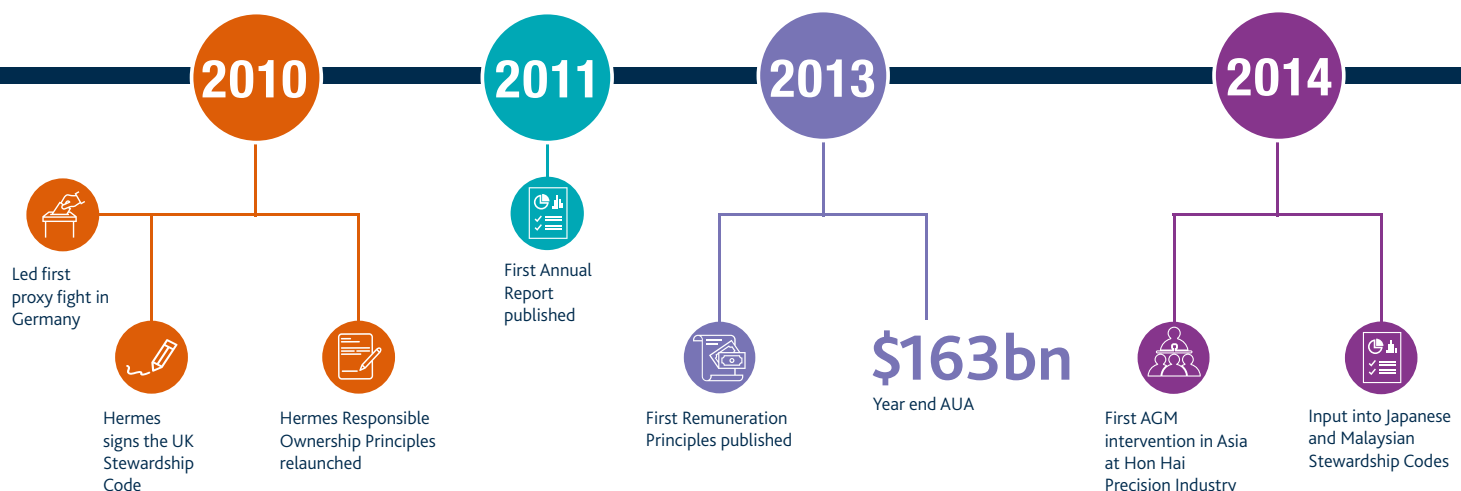 2010
2011
2013
2014
Led first
proxy fight in
Germany
Hermes
signs the UK
Stewardship
Code
Hermes Responsible
Ownership Principles
relaunched
First Annual
Report
published
First Remuneration
Principles published
$163bn
Year end AUA
First AGM
intervention in Asia
at Hon Hai
Precision Industry
Input into Japanese
and Malaysian
Stewardship Codes